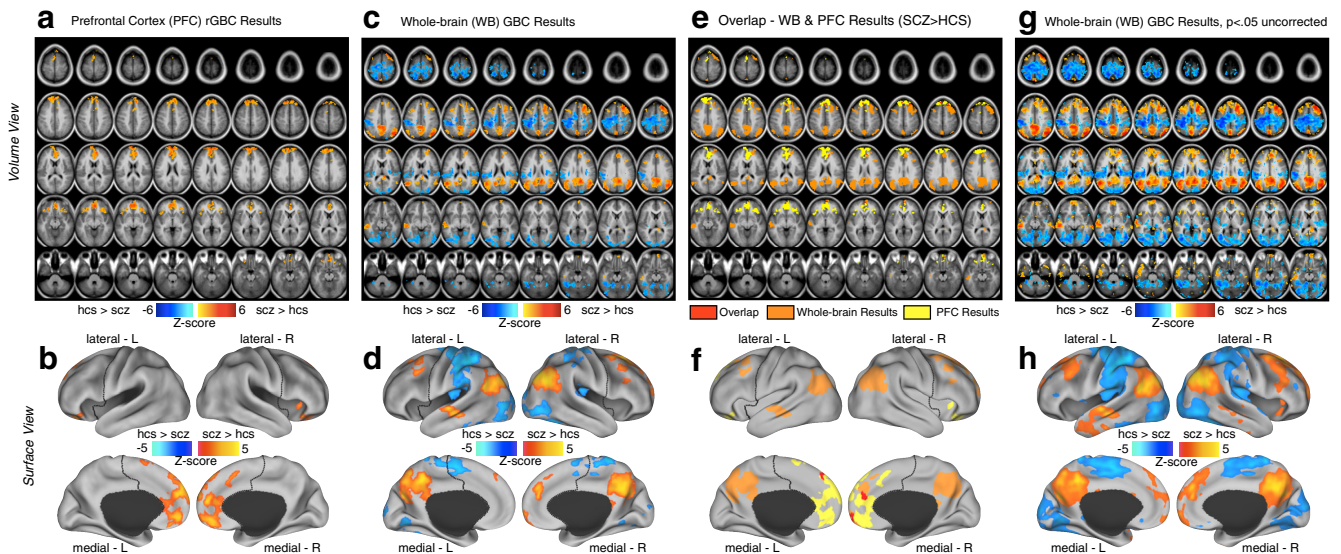 a Prefrontal Cortex (PFC) rGBC Results
c Whole-brain (WB) GBC Results
e Overlap - WB & PFC Results (SCZ>HCS)
g Whole-brain (WB) GBC Results, p<.05 uncorrected
Volume View
hcs > scz -6 6 scz > hcs
Z-score
hcs > scz -6 6 scz > hcs
Z-score
Overlap Whole-brain Results PFC Results
hcs > scz -6 6 scz > hcs
Z-score
b lateral - L lateral - R
d lateral - L lateral - R
f lateral - L lateral - R
h lateral - L lateral - R
Surface View
hcs > scz scz > hcs
-5 5
Z-score
hcs > scz scz > hcs
-5 5
Z-score
hcs > scz scz > hcs
-5 5
Z-score
medial - L medial - R
medial - L medial - R
medial - L medial - R
medial - L medial - R